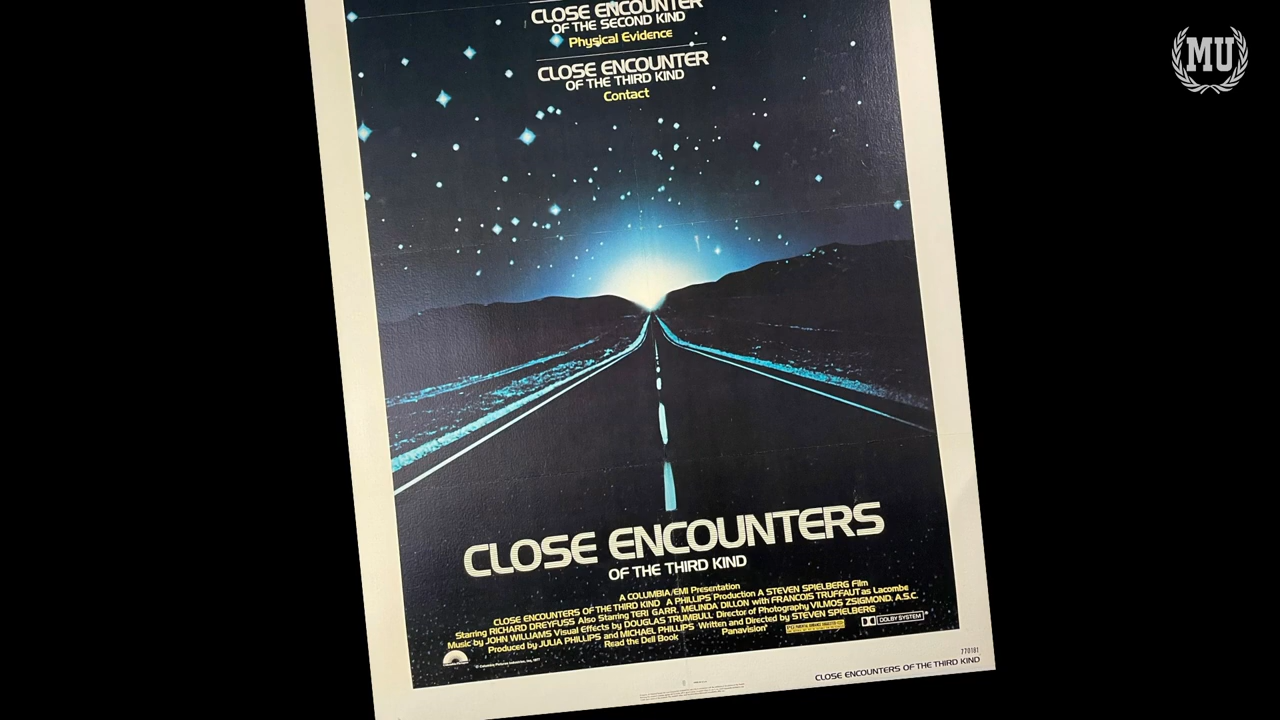 CLOSE ENCOUNTER
OF THE SECOND KIND
Physical Evidence
CLOSE ENCOUNTER
OF THE THIRD KIND
Contact
MU
CLOSE ENCOUNTERS
OF THE THIRD KIND
A COLUMBIA/EMI Presentation
CLOSE ENCOUNTERS OF THE THIRD KIND A PHILLIPS Production A STEVEN SPIELBERG Film
Starring RICHARD DREYFUSS Also Starring TERI GARR, MELINDA DILLON with FRANCOIS TRUFFAUT as Lacombe
Music by JOHN WILLIAMS Visual Effects by DOUGLAS TRUMBULL Director of Photography VILMOS ZSIGMOND, A.S.C.
Produced by JULIA PHILLIPS and MICHAEL PHILLIPS Written and Directed by STEVEN SPIELBERG
Read the Dell Book Panavision®
DOLBY SYSTEM®
770181
CLOSE ENCOUNTERS OF THE THIRD KIND